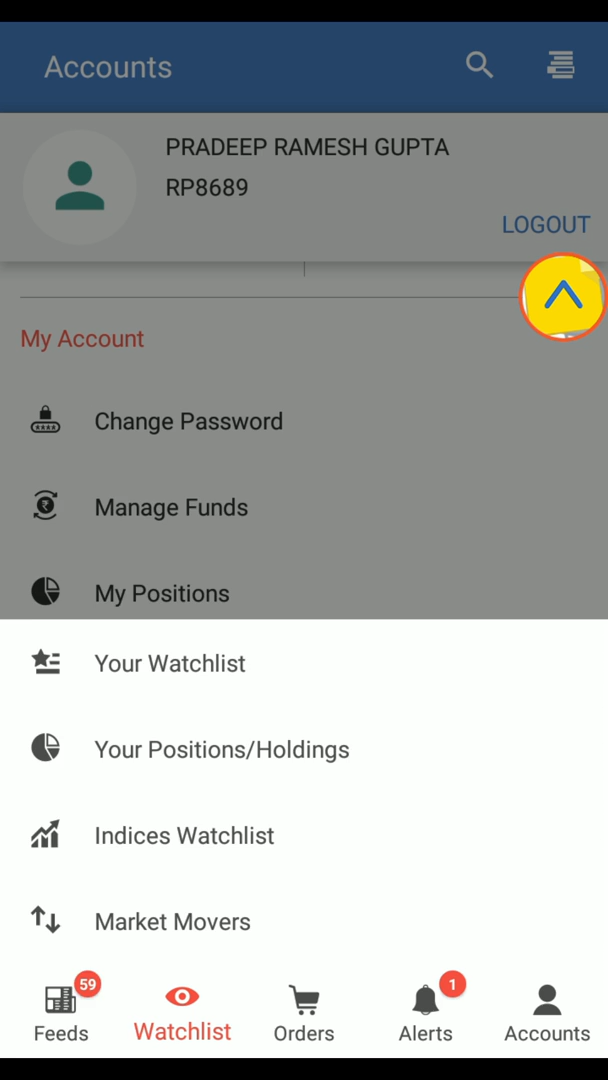 Accounts
PRADEEP RAMESH GUPTA
RP8689
LOGOUT
My Account
Change Password
Manage Funds
My Positions
Your Watchlist
Your Positions/Holdings
Indices Watchlist
Market Movers
59
1
Feeds
Watchlist
Orders
Alerts
Accounts